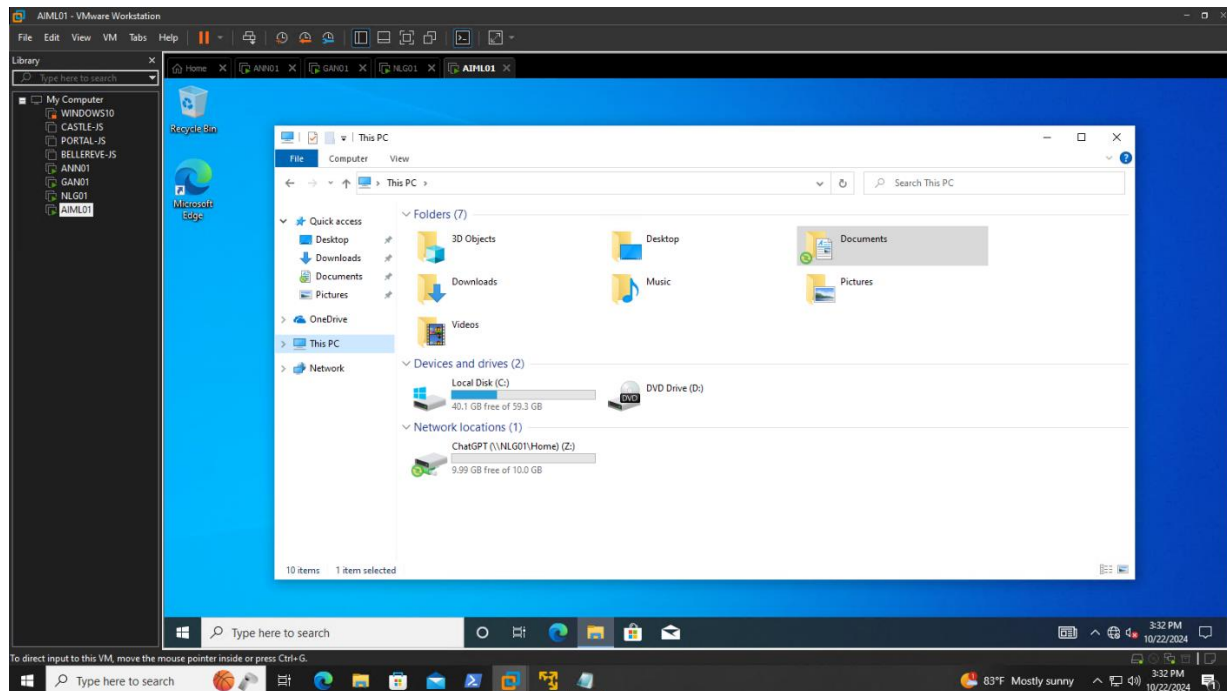 AIML01 - VMware Workstation
File Edit View VM Tabs Help
Library
Type here to search
My Computer
WINDOWS10
CASTLE-JS
PORTAL-JS
BELLEREVE-JS
ANN01
GAN01
NLG01
AIML01
Home ANN01 GAN01 NLG01 AIML01
Recycle Bin
Microsoft
Edge
This PC
File Computer View
This PC
Search This PC
Quick access
Desktop
Downloads
Documents
Pictures
OneDrive
This PC
Network
Folders (7)
3D Objects
Desktop
Documents
Downloads
Music
Pictures
Videos
Devices and drives (2)
Local Disk (C:)
40.1 GB free of 59.3 GB
DVD
DVD Drive (D:)
Network locations (1)
ChatGPT (\\NLG01\Home) (Z:)
9.99 GB free of 10.0 GB
10 items 1 item selected
Type here to search
3:32 PM
10/22/2024
To direct input to this VM, move the mouse pointer inside or press Ctrl+G.
Type here to search
83°F Mostly sunny
3:32 PM
10/22/2024